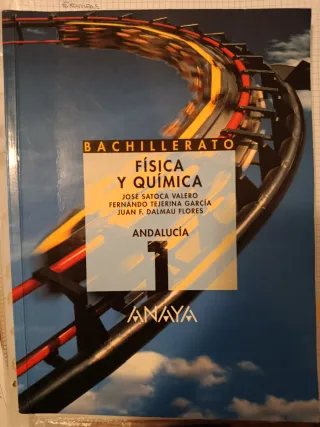 BACHILLERATO
FÍSICA
Y QUÍMICA
JOSÉ SATOCA VALERO
FERNANDO TEJERINA GARCÍA
JUAN F. DALMAU FLORES
ANDALUCÍA
1
ANAYA